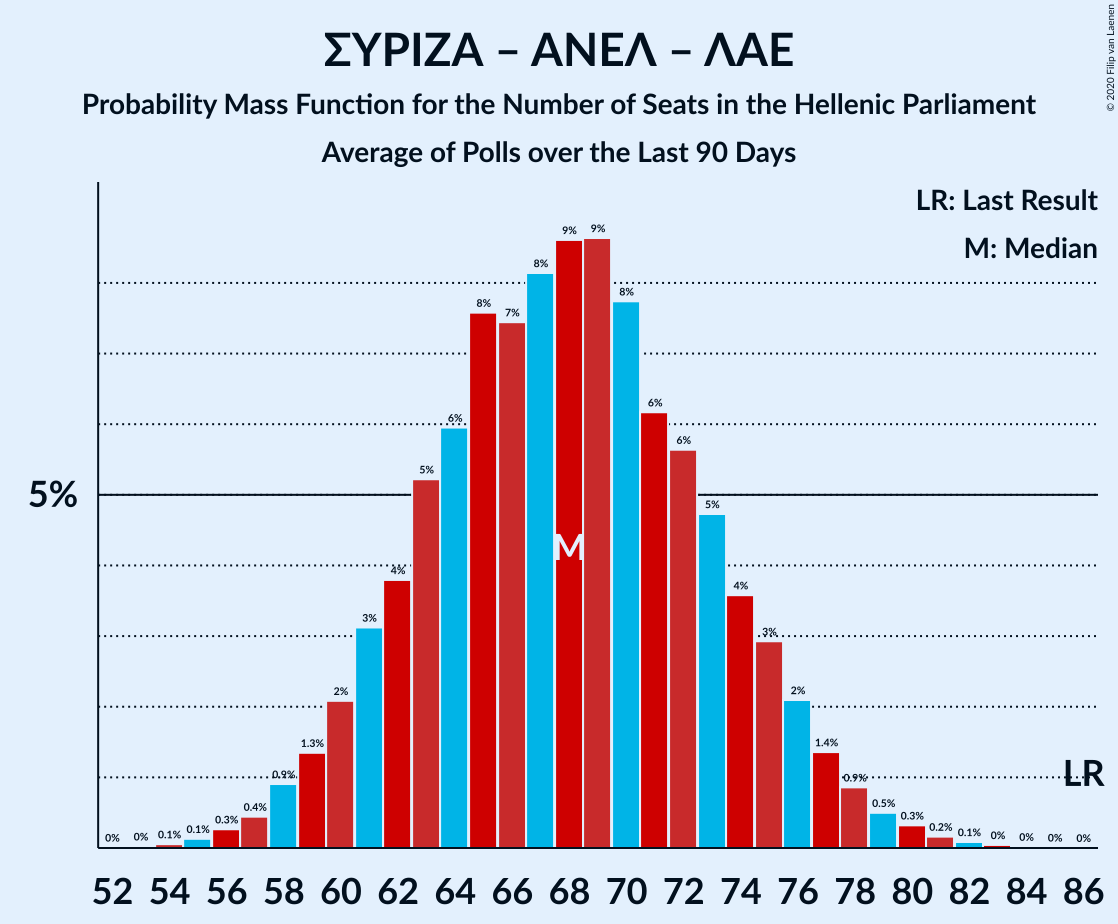 ΣΥΡΙΖΑ – ΑΝΕΛ – ΛΑΕ
Probability Mass Function for the Number of Seats in the Hellenic Parliament
Average of Polls over the Last 90 Days
© 2020 Filip van Laenen
LR: Last Result
M: Median
5%
0% 0% 0.1% 0.1% 0.3% 0.4% 0.9% 1.3% 2% 3% 4% 5% 6% 8% 7% 8% 9% 9% 8% 6% 6% 5% 4% 3% 2% 1.4% 0.9% 0.5% 0.3% 0.2% 0.1% 0% 0% 0% 0%
M
LR
52 54 56 58 60 62 64 66 68 70 72 74 76 78 80 82 84 86